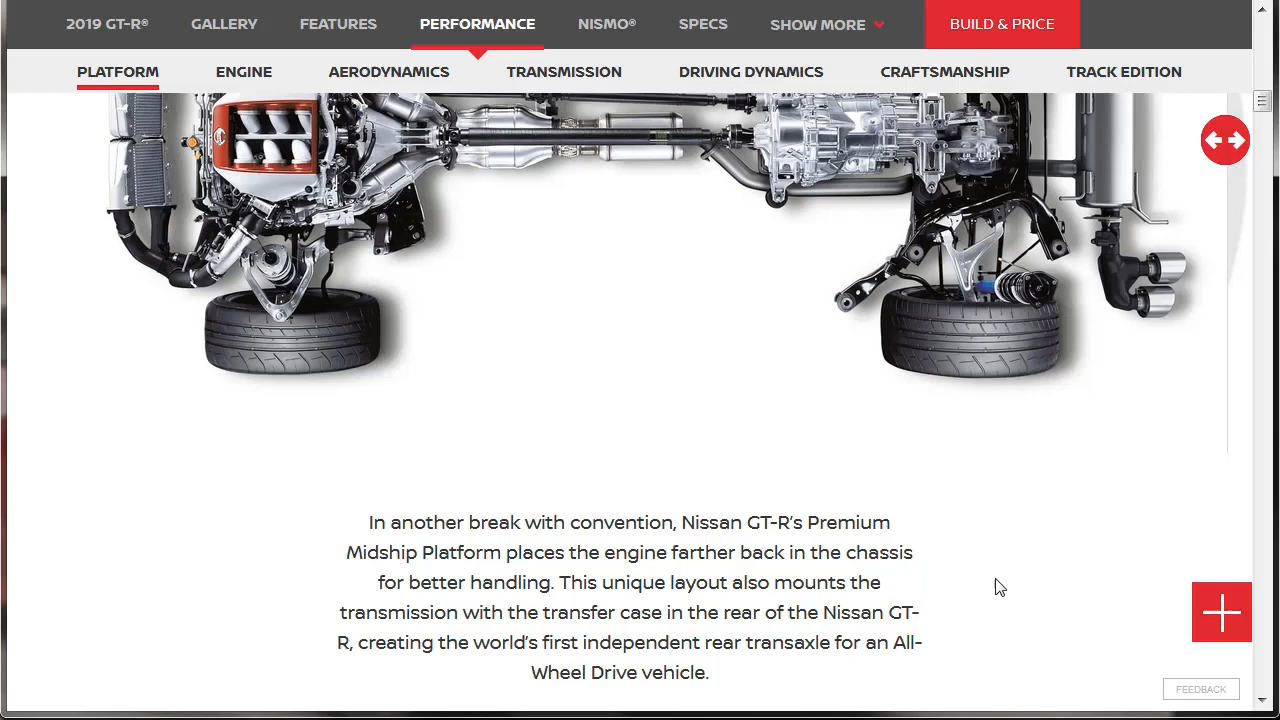 2019 GT-R® GALLERY FEATURES PERFORMANCE NISMO® SPECS SHOW MORE BUILD & PRICE
PLATFORM ENGINE AERODYNAMICS TRANSMISSION DRIVING DYNAMICS CRAFTSMANSHIP TRACK EDITION
In another break with convention, Nissan GT-R’s Premium
Midship Platform places the engine farther back in the chassis
for better handling. This unique layout also mounts the
transmission with the transfer case in the rear of the Nissan GT-
R, creating the world’s first independent rear transaxle for an All-
Wheel Drive vehicle.
FEEDBACK